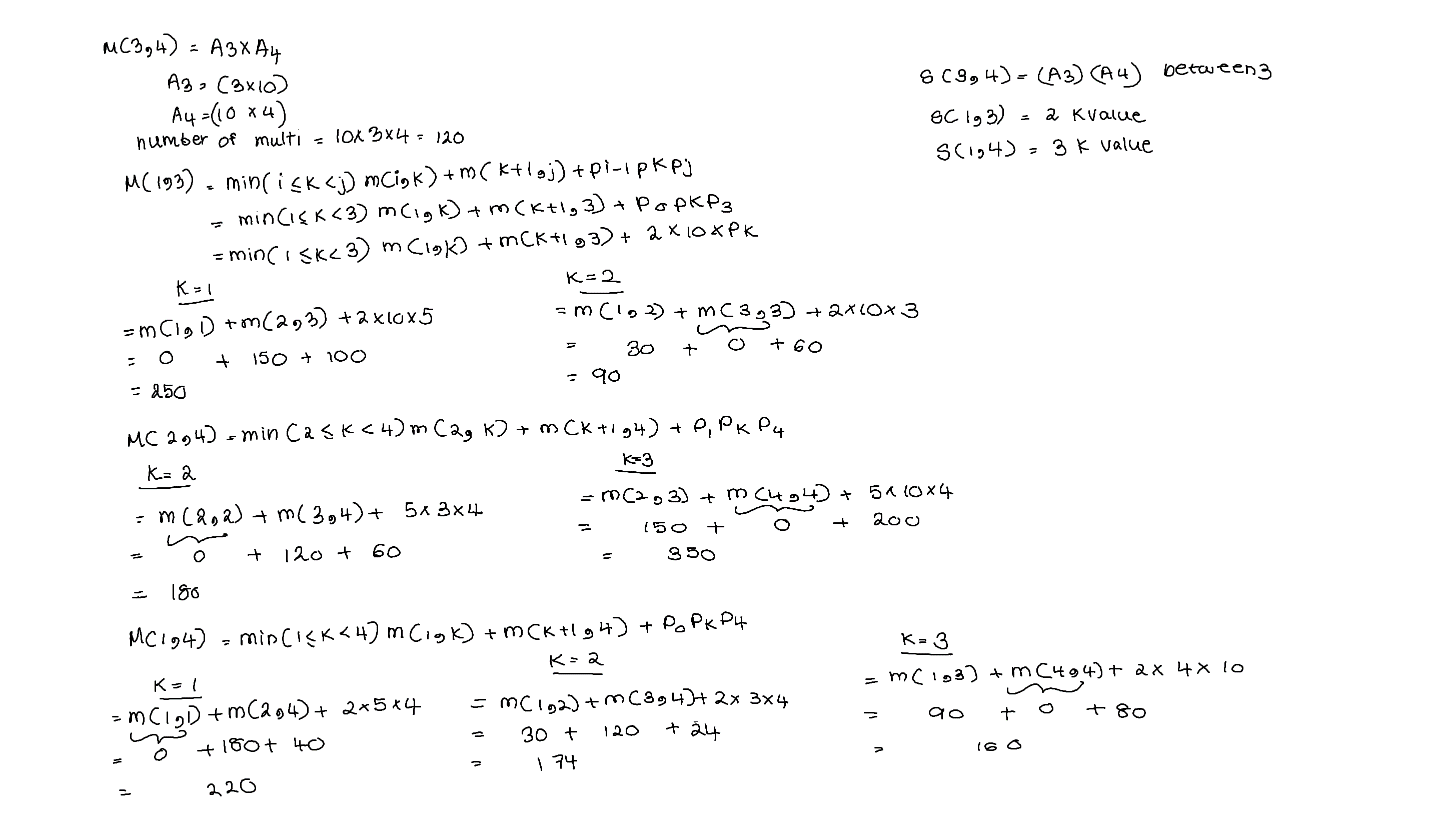 M(3,4) = A3 x A4
A3 = (3x10)
A4 = (10 x 4)
number of multi = 10x3x4 = 120
S(3,4) = (A3)(A4) between 3
S(1,3) = 2 K value
S(1,4) = 3 K value
M(1,3) = min(i ≤ K < j) m(i,K) + m(K+1,j) + pi-1 pK pj
= min(1 ≤ K < 3) m(1,K) + m(K+1,3) + P0 PK P3
= min(1 ≤ K < 3) m(1,K) + m(K+1,3) + 2 x 10 x PK
K = 1
= m(1,1) + m(2,3) + 2x10x5
= 0 + 150 + 100
= 250
K = 2
= m(1,2) + m(3,3) + 2x10x3
= 30 + 0 + 60
= 90
M(2,4) = min(2 ≤ K < 4) m(2,K) + m(K+1,4) + P1 PK P4
K = 2
= m(2,2) + m(3,4) + 5x3x4
= 0 + 120 + 60
= 180
K=3
= m(2,3) + m(4,4) + 5x10x4
= 150 + 0 + 200
= 350
M(1,4) = min(1 ≤ K < 4) m(1,K) + m(K+1,4) + P0 PK P4
K = 1
= m(1,1) + m(2,4) + 2x5x4
= 0 + 180 + 40
= 220
K = 2
= m(1,2) + m(3,4) + 2x 3x4
= 30 + 120 + 24
= 174
K = 3
= m(1,3) + m(4,4) + 2x 4x 10
= 90 + 0 + 80
= 160